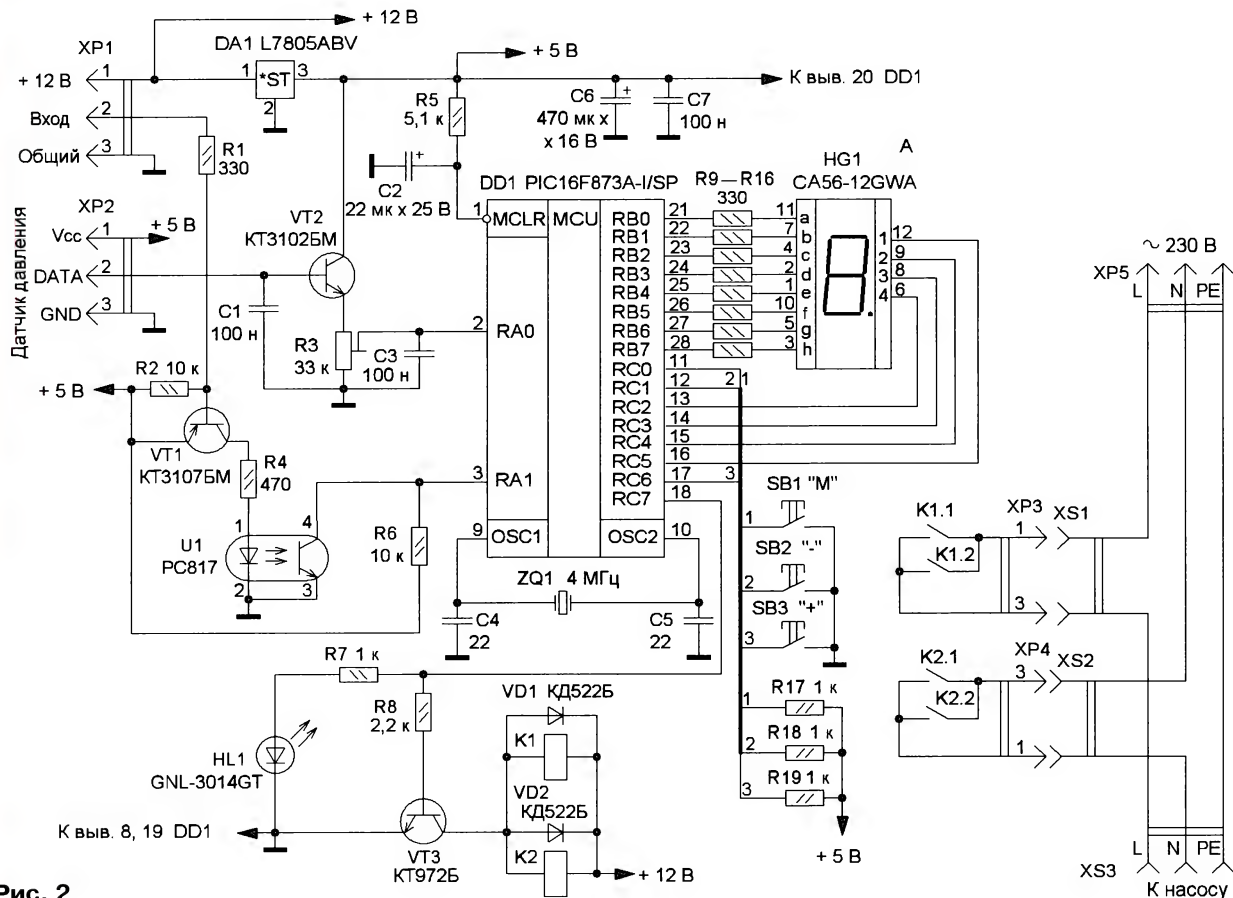 + 12 В
XP1
1
+ 12 В
2
Вход
3
Общий
DA1 L7805ABV
1
*ST
3
2
+ 5 В
К выв. 20 DD1
R1
330
R5
5,1 к
C6
+
470 мк х
х 16 В
C7
100 н
+
C2
22 мк х 25 В
Датчик давления
XP2
1
Vcc
+ 5 В
2
DATA
3
GND
VT2
КТ3102БМ
C1
100 н
R3
33 к
C3
100 н
R2 10 к
+ 5 В
VT1
КТ3107БМ
R4
470
U1
PC817
1
4
2
3
R6
10 к
DD1 PIC16F873A-I/SP
1
MCLR
MCU
2
RA0
3
RA1
9
OSC1
OSC2
10
RB0
21
RB1
22
RB2
23
RB3
24
RB4
25
RB5
26
RB6
27
RB7
28
RC0
11
RC1
12
RC2
13
RC3
14
RC4
15
RC5
16
RC6
17
RC7
18
R9—R16
330
HG1
CA56-12GWA
A
11
a
7
b
4
c
2
d
1
e
10
f
5
g
3
h
1
12
2
9
3
8
4
6
2
1
3
ZQ1 4 МГц
C4
22
C5
22
SB1 "M"
1
SB2 "-"
2
SB3 "+"
3
R17 1 к
1
R18 1 к
2
R19 1 к
3
+ 5 В
R7 1 к
R8
2,2 к
HL1
GNL-3014GT
К выв. 8, 19 DD1
VT3
КТ972Б
VD1 КД522Б
K1
VD2
КД522Б
K2
+ 12 В
~ 230 В
XP5
L
N
PE
K1.1
K1.2
XP3
XS1
1
3
K2.1
K2.2
XP4
XS2
3
1
L
N
PE
XS3
К насосу
Рис. 2